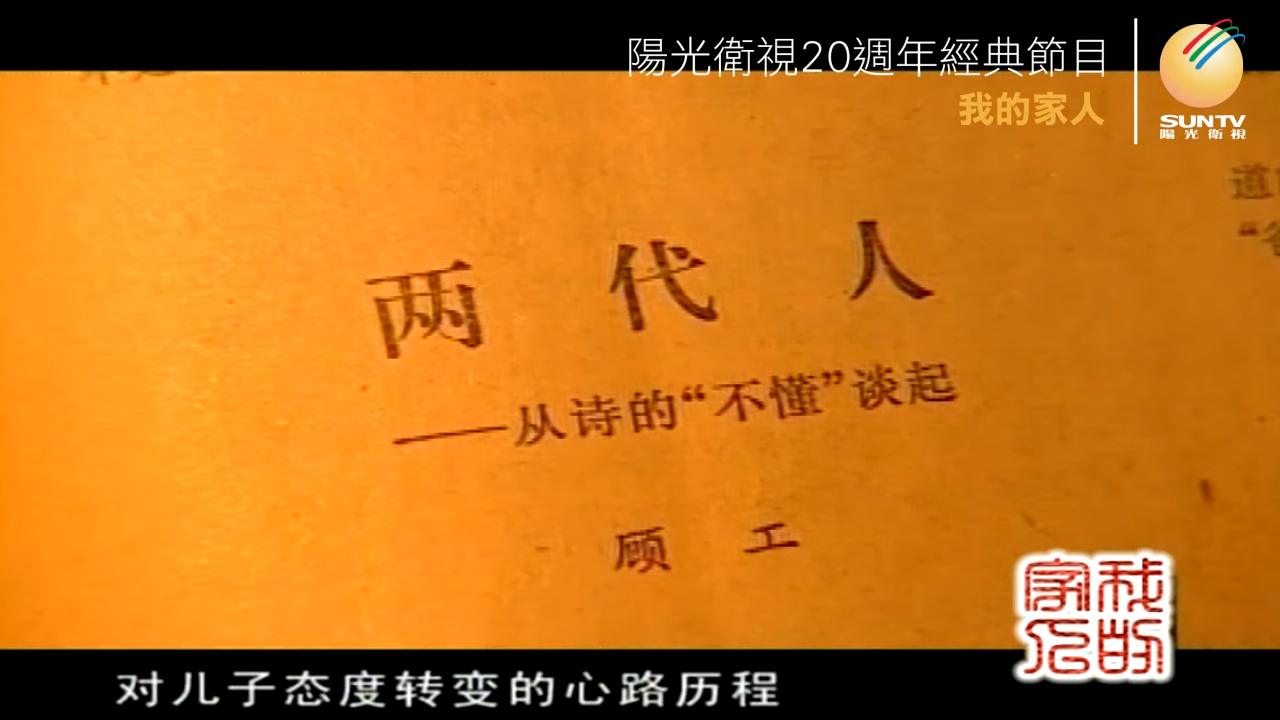 陽光衛視20週年經典節目
我的家人
SUNTV
陽光衛視
两代人
——从诗的“不懂”谈起
顾工
我的家人
对儿子态度转变的心路历程